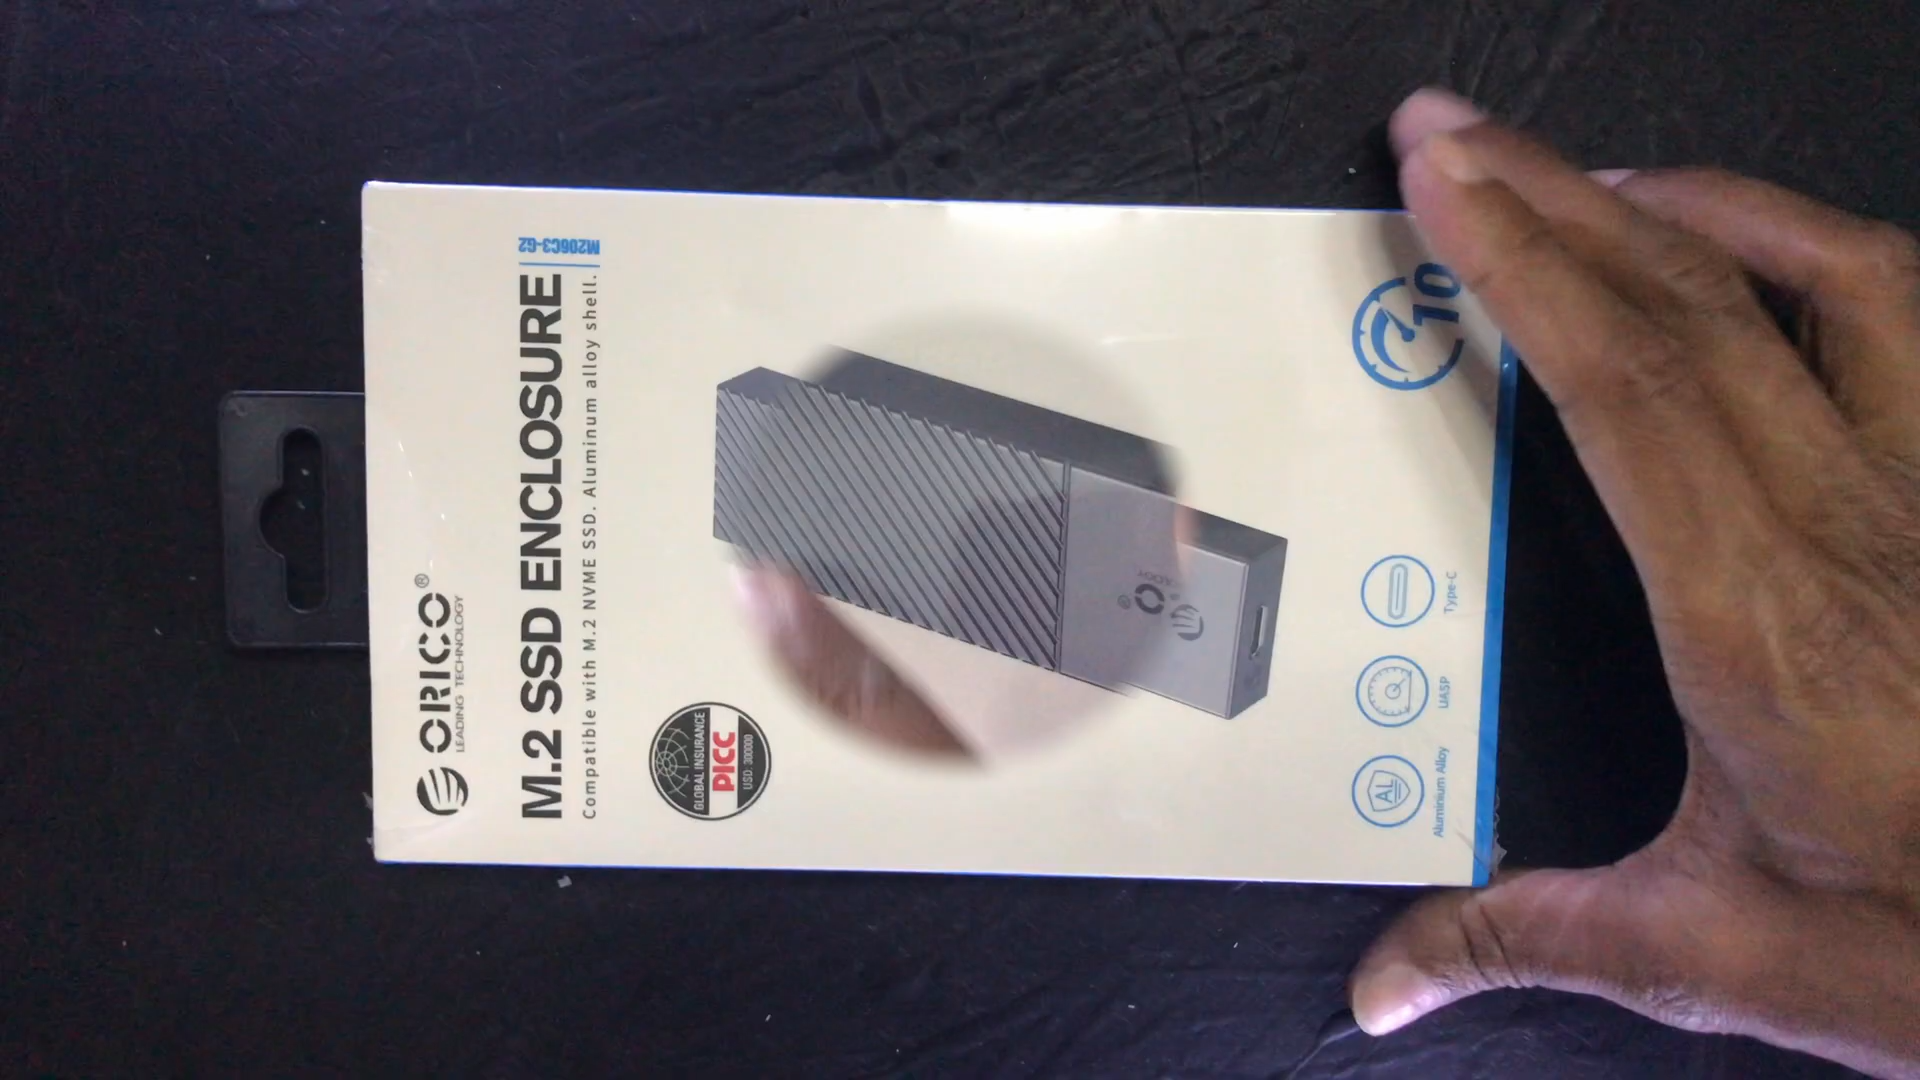 ORICO®
LEADING TECHNOLOGY
M.2 SSD ENCLOSURE
M206C3-G2
Compatible with M.2 NVME SSD. Aluminum alloy shell.
GLOBAL INSURANCE
PICC
USD: 300000
AL
Aluminium Alloy
UASP
Type-C
10